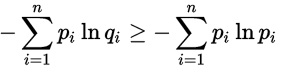 $-\sum_{i=1}^{n} p_i \ln q_i \geq -\sum_{i=1}^{n} p_i \ln p_i$